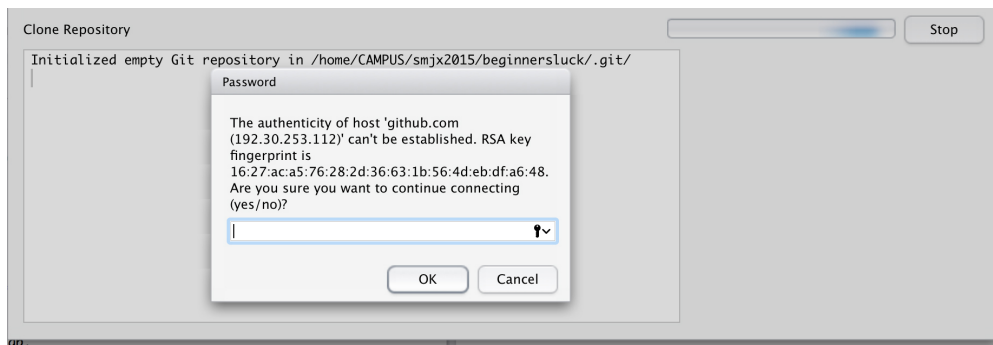 Clone Repository
Stop
Initialized empty Git repository in /home/CAMPUS/smjx2015/beginnersluck/.git/
Password
The authenticity of host 'github.com
(192.30.253.112)' can't be established. RSA key
fingerprint is
16:27:ac:a5:76:28:2d:36:63:1b:56:4d:eb:df:a6:48.
Are you sure you want to continue connecting
(yes/no)?
OK
Cancel